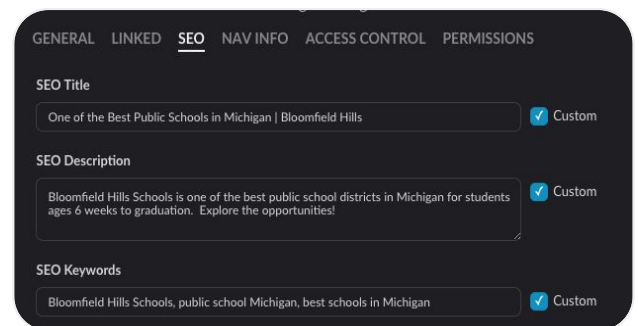 GENERAL LINKED SEO NAV INFO ACCESS CONTROL PERMISSIONS
SEO Title
One of the Best Public Schools in Michigan | Bloomfield Hills
Custom
SEO Description
Bloomfield Hills Schools is one of the best public school districts in Michigan for students
ages 6 weeks to graduation.  Explore the opportunities!
Custom
SEO Keywords
Bloomfield Hills Schools, public school Michigan, best schools in Michigan
Custom